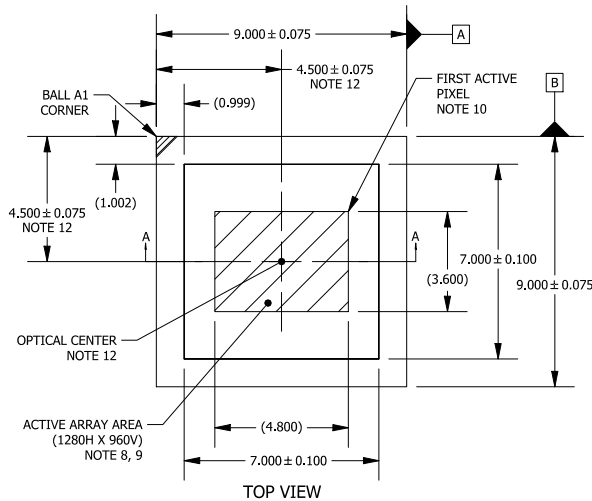 9.000 ± 0.075
A
4.500 ± 0.075
NOTE 12
FIRST ACTIVE
PIXEL
NOTE 10
B
BALL A1
CORNER
(0.999)
(1.002)
4.500 ± 0.075
NOTE 12
A
A
7.000 ± 0.100
(3.600)
9.000 ± 0.075
OPTICAL CENTER
NOTE 12
ACTIVE ARRAY AREA
(1280H X 960V)
NOTE 8, 9
(4.800)
7.000 ± 0.100
TOP VIEW